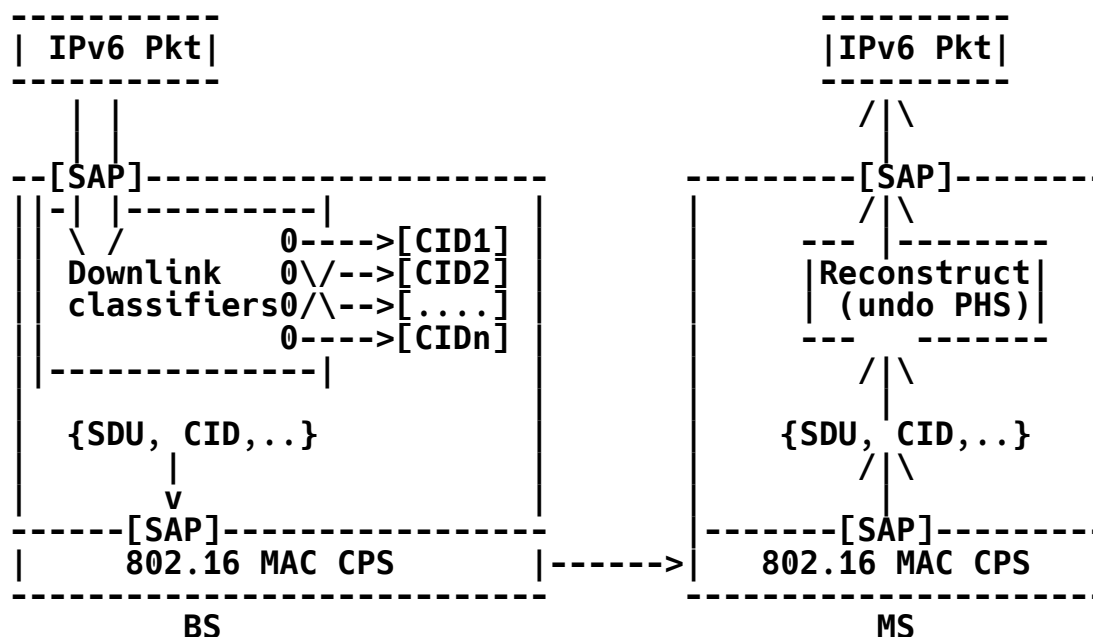 IPv6 Pkt IPv6 Pkt
[SAP] [SAP]
0---->[CID1]
Downlink 0\/-->[CID2] Reconstruct
classifiers0/\-->[....] (undo PHS)
0---->[CIDn]
{SDU, CID,..} {SDU, CID,..}
v
[SAP] [SAP]
802.16 MAC CPS 802.16 MAC CPS
BS MS